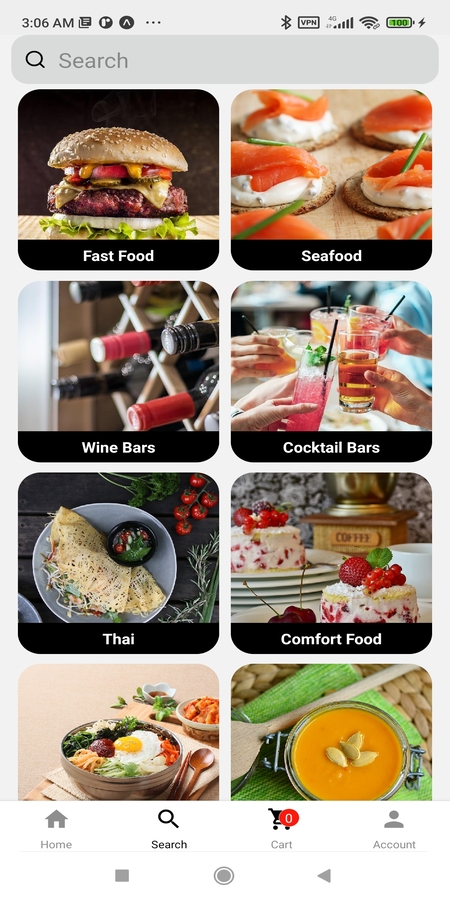 3:06 AM
VPN
4G
100
Search
Fast Food
Seafood
Wine Bars
Cocktail Bars
COFFEE
Thai
Comfort Food
0
Home
Search
Cart
Account